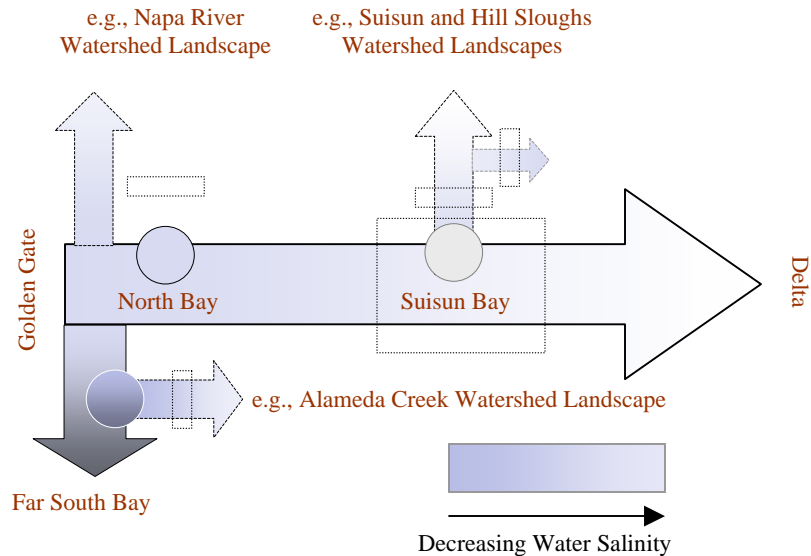 e.g., Napa River
Watershed Landscape
e.g., Suisun and Hill Sloughs
Watershed Landscapes
Golden Gate
North Bay
Suisun Bay
Delta
e.g., Alameda Creek Watershed Landscape
Far South Bay
Decreasing Water Salinity